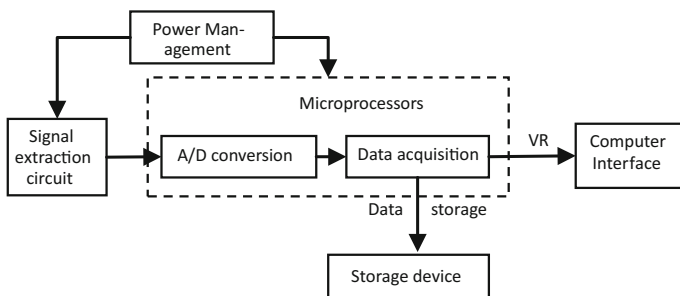 Power Man-
agement
Microprocessors
Signal
extraction
circuit
A/D conversion
Data acquisition
VR
Computer
Interface
Data storage
Storage device